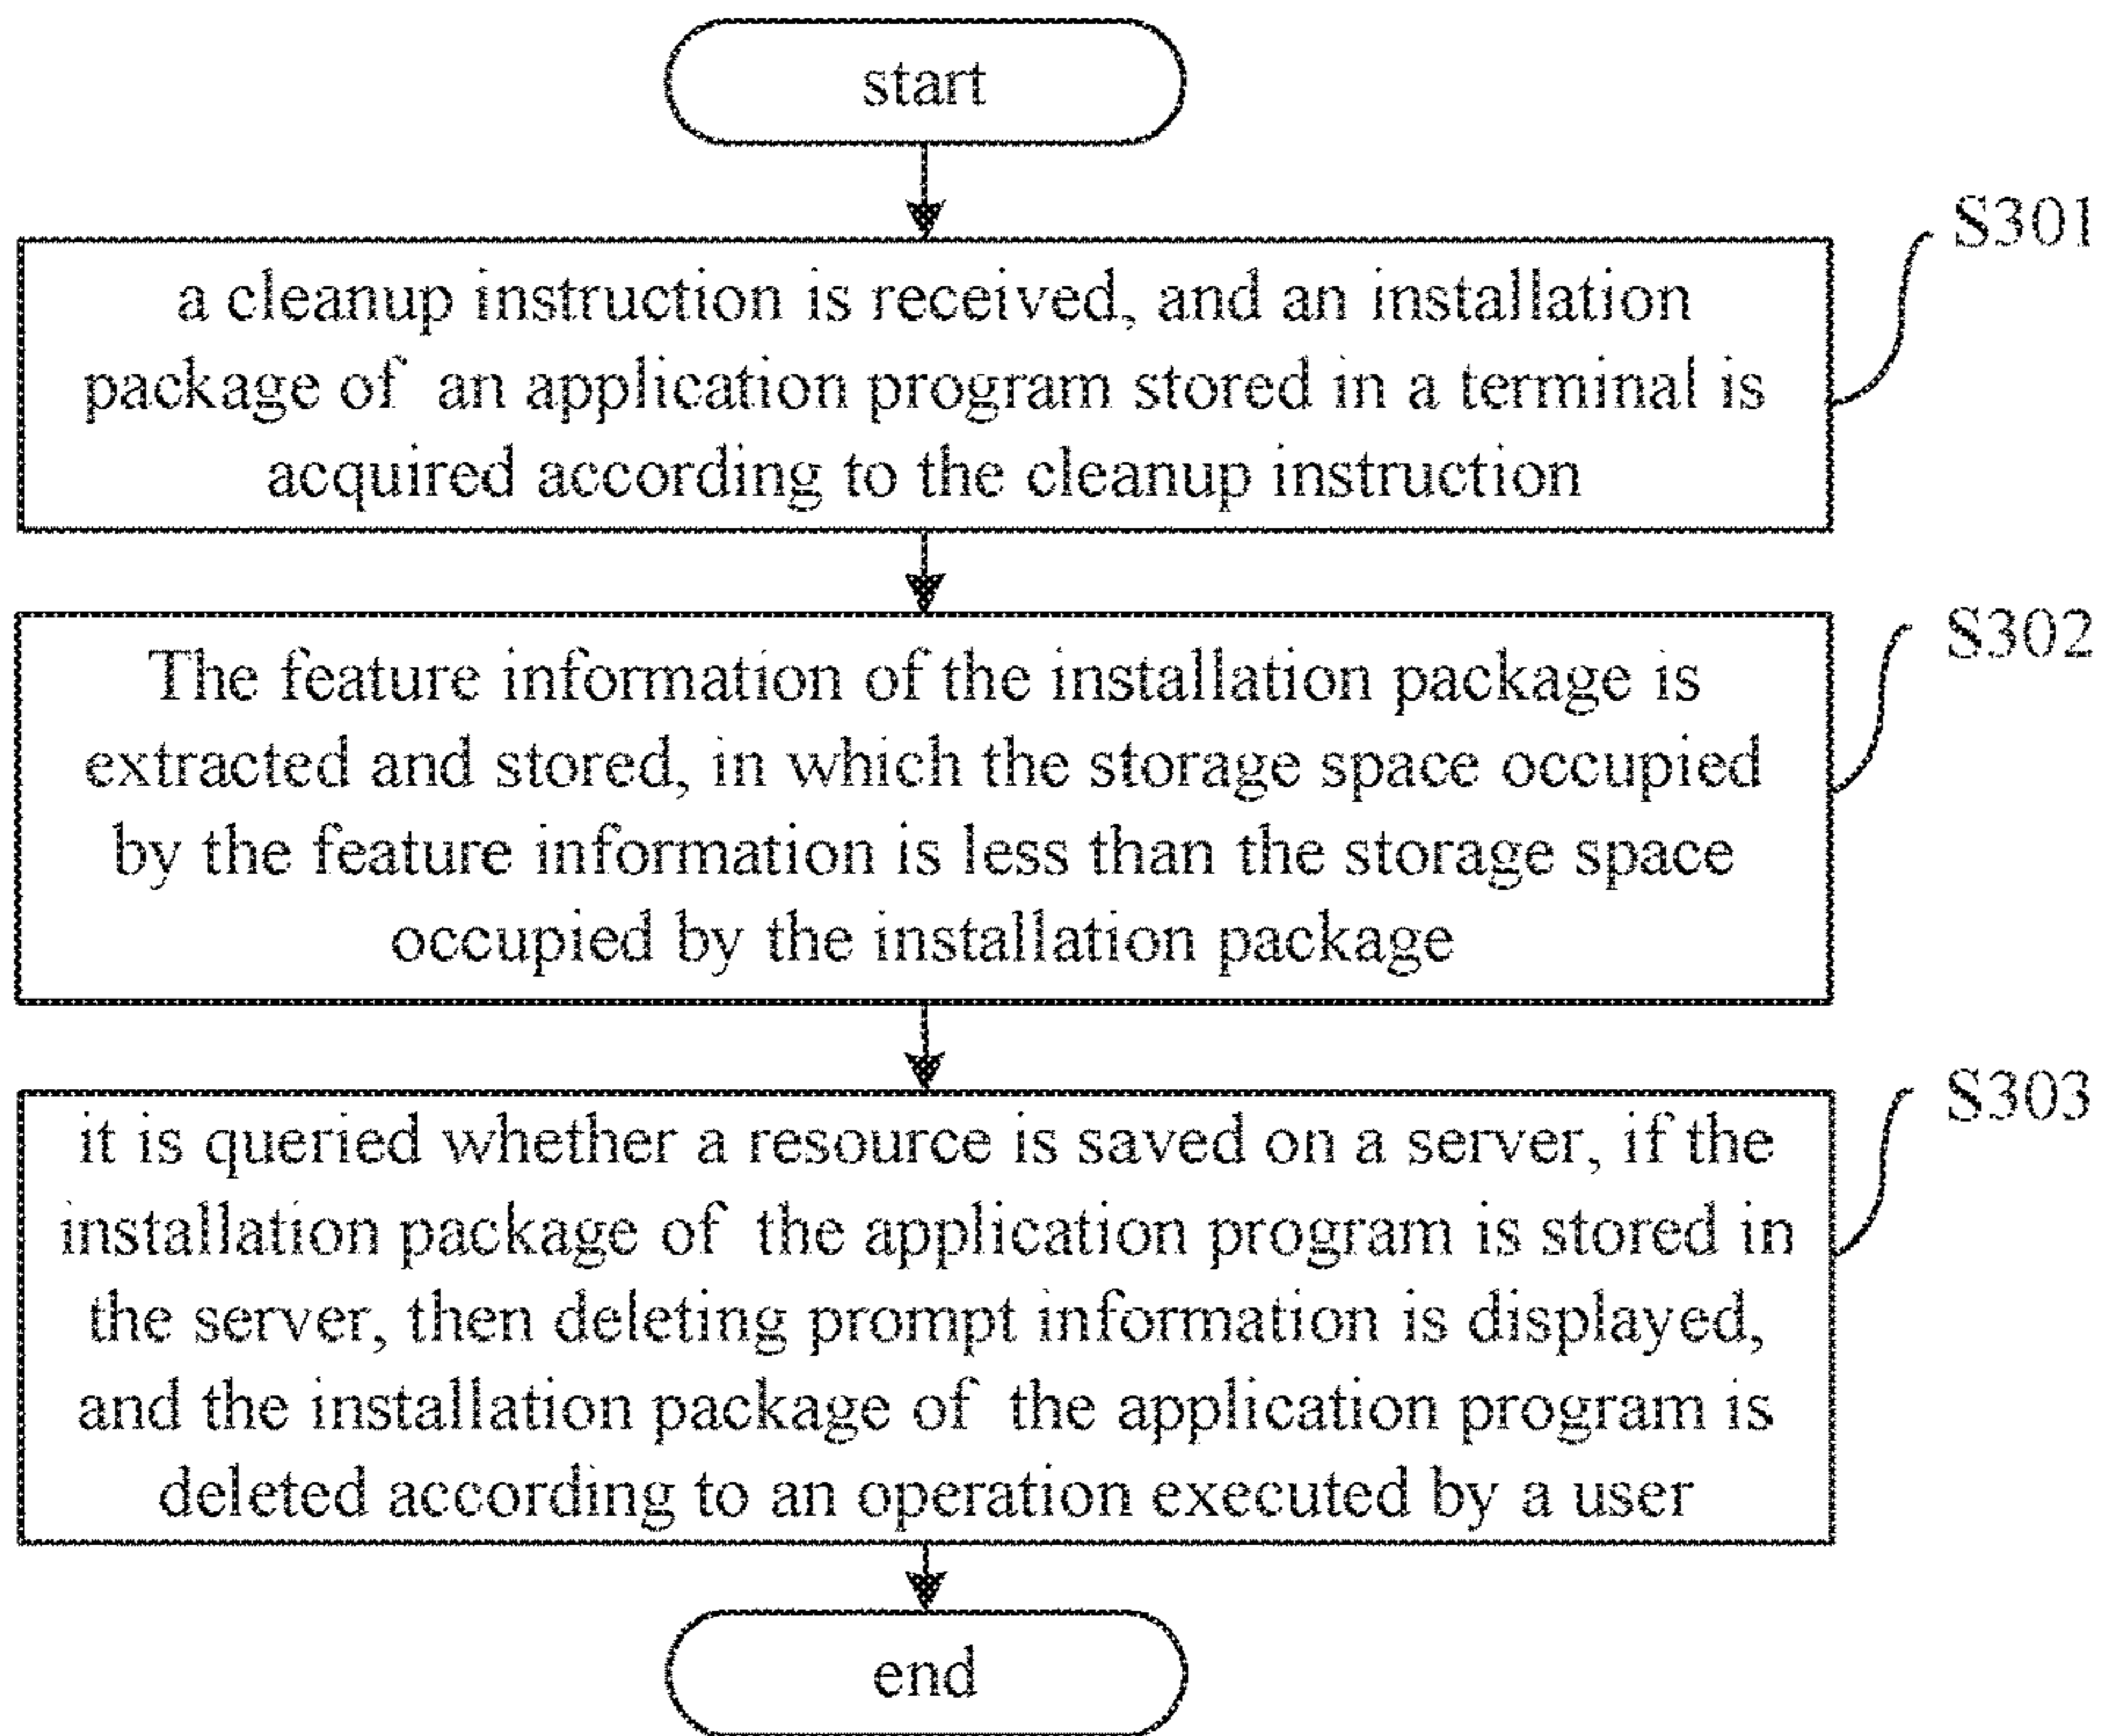 start
S301
a cleanup instruction is received, and an installation
package of an application program stored in a terminal is
acquired according to the cleanup instruction
S302
The feature information of the installation package is
extracted and stored, in which the storage space occupied
by the feature information is less than the storage space
occupied by the installation package
S303
it is queried whether a resource is saved on a server, if the
installation package of the application program is stored in
the server, then deleting prompt information is displayed,
and the installation package of the application program is
deleted according to an operation executed by a user
end